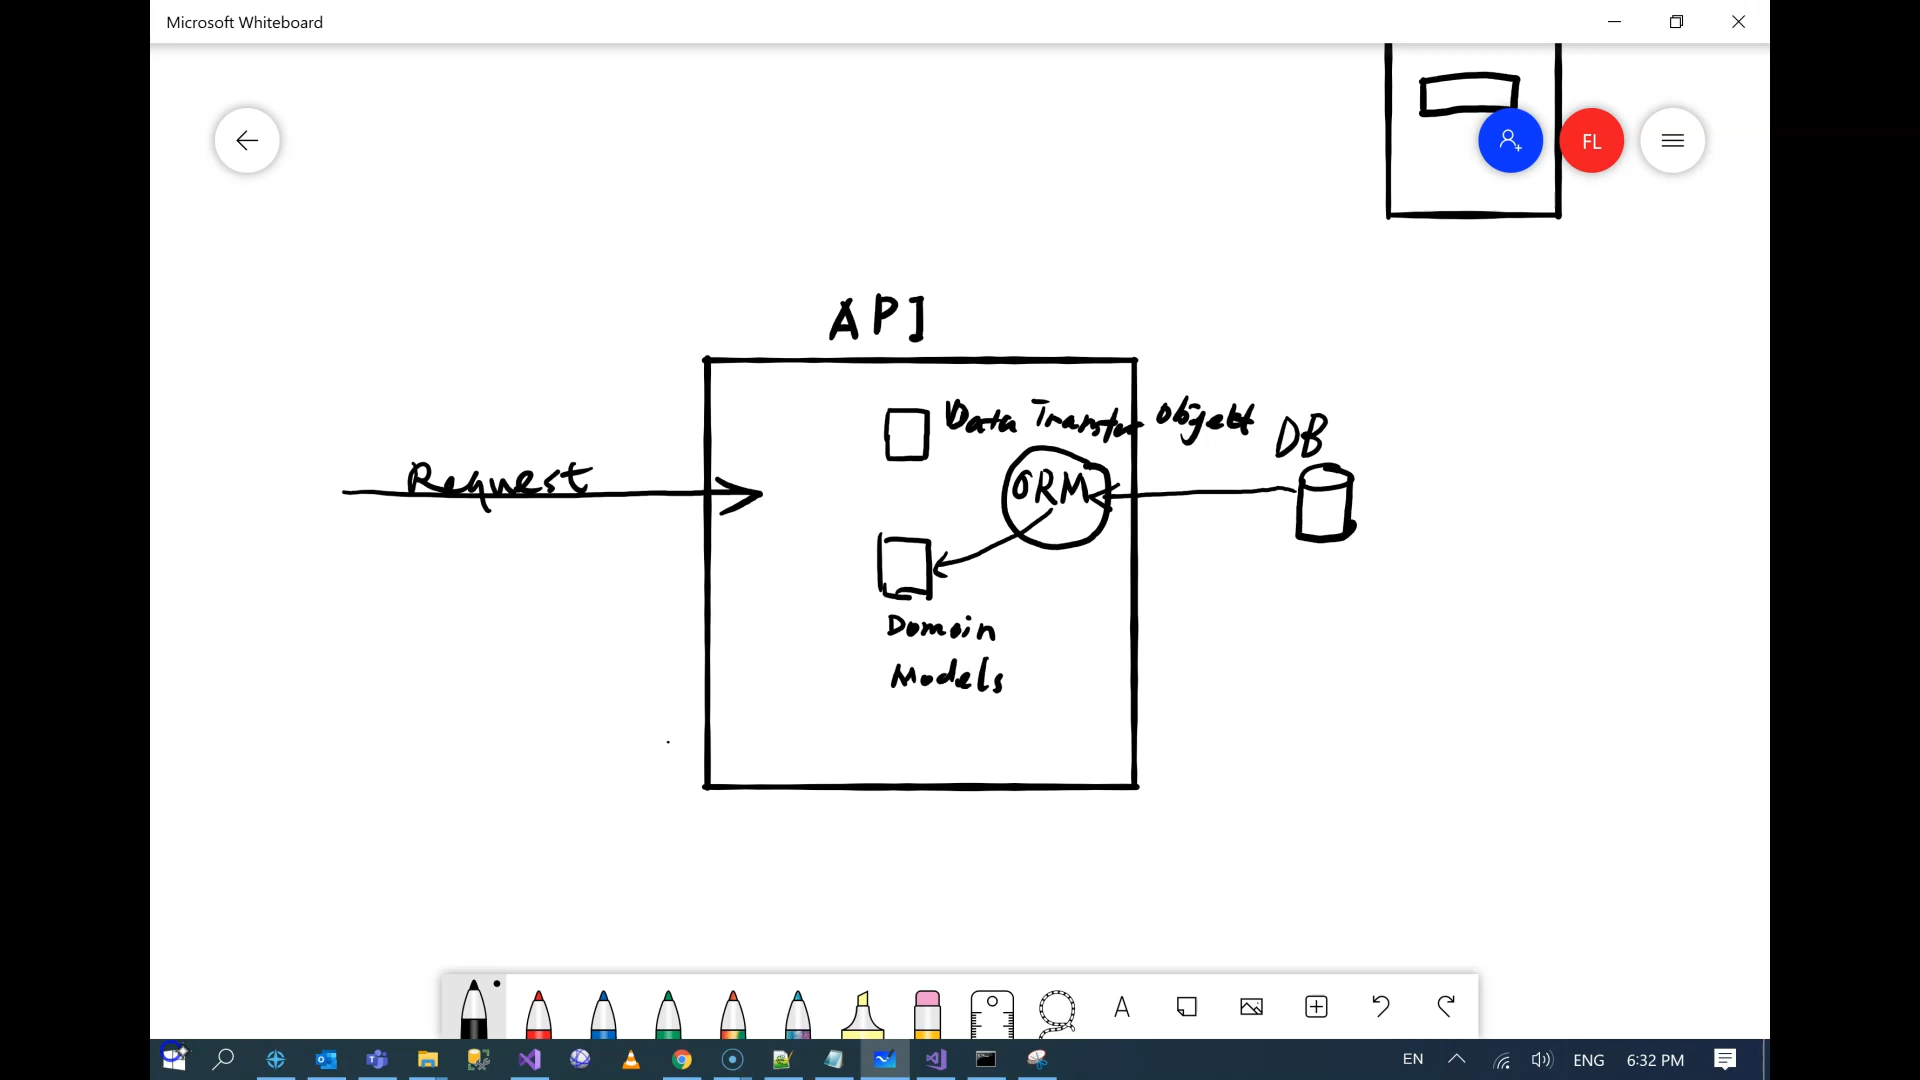 Microsoft Whiteboard
FL
API
Data Transfer Objekt
DB
Request
ORM
Domain
Models
A
EN
ENG
6:32 PM